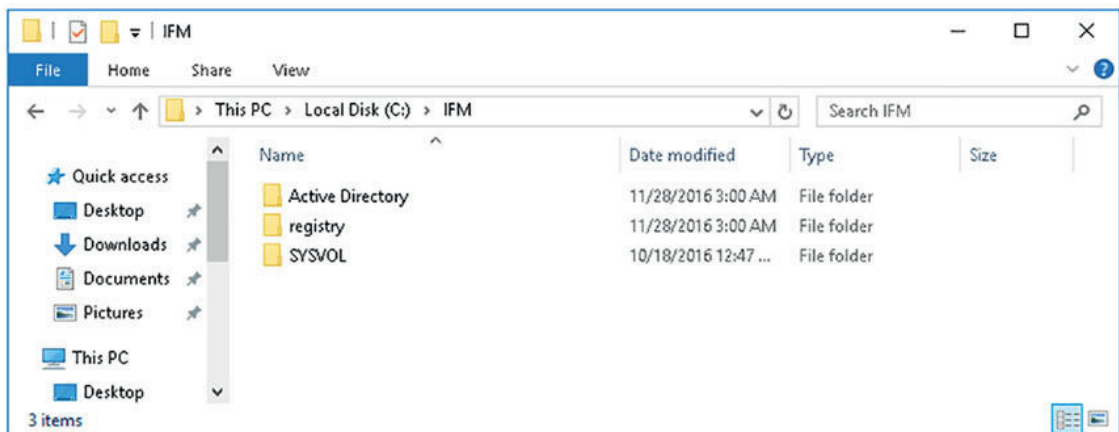 IFM
File Home Share View
This PC > Local Disk (C:) > IFM Search IFM
Name Date modified Type Size
Quick access
Active Directory 11/28/2016 3:00 AM File folder
Desktop
registry 11/28/2016 3:00 AM File folder
Downloads
SYSVOL 10/18/2016 12:47 ... File folder
Documents
Pictures
This PC
Desktop
3 items